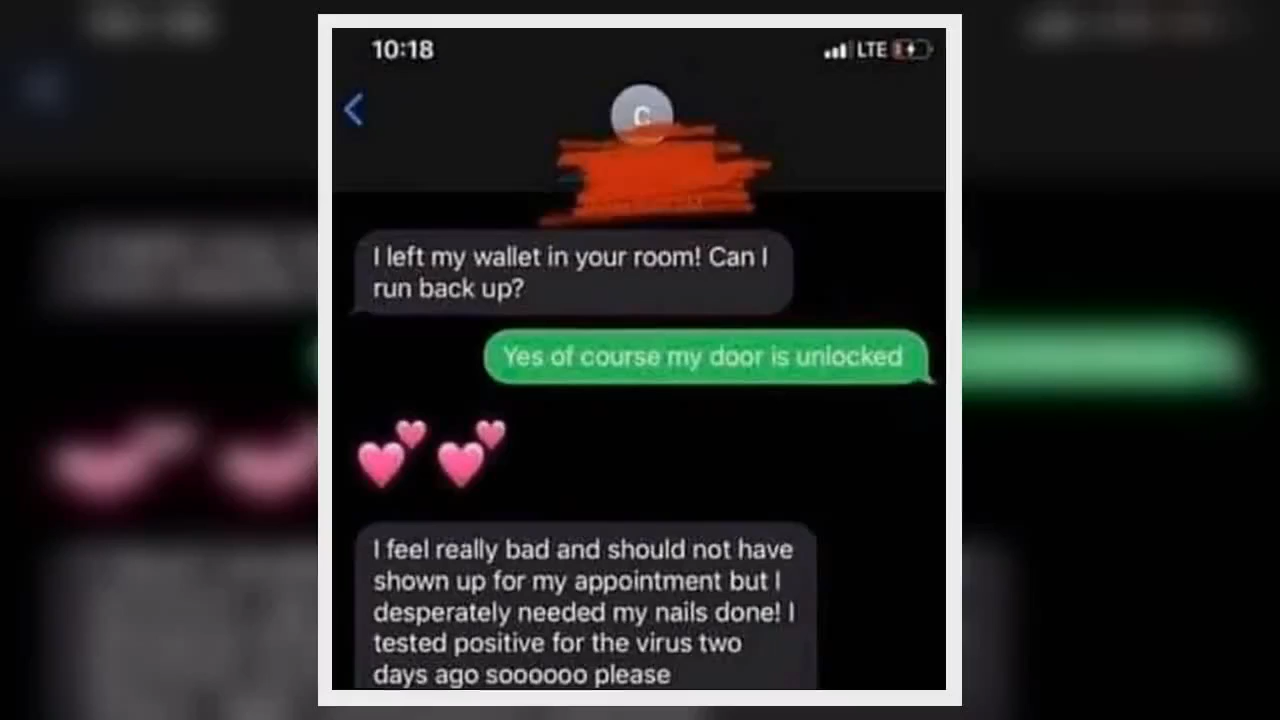 10:18
LTE
C
I left my wallet in your room! Can I
run back up?
Yes of course my door is unlocked
I feel really bad and should not have
shown up for my appointment but I
desperately needed my nails done! I
tested positive for the virus two
days ago soooooo please